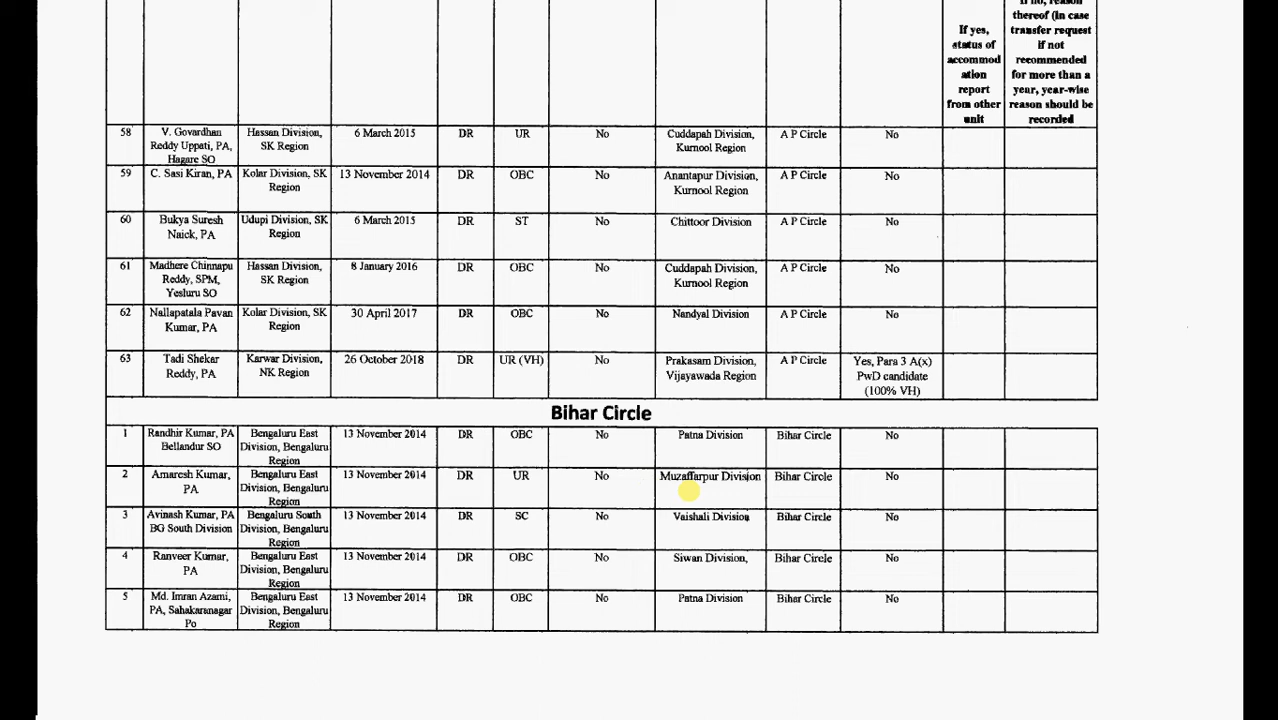 If no, reason
thereof (in case
transfer request
if not
recommended
for more than a
year, year-wise
reason should be
recorded
If yes,
status of
accommod
ation
report
from other
unit
58 V. Govardhan Reddy Uppati, PA, Hagare SO Hassan Division, SK Region 6 March 2015 DR UR No Cuddapah Division, Kurnool Region A P Circle No
59 C. Sasi Kiran, PA Kolar Division, SK Region 13 November 2014 DR OBC No Anantapur Division, Kurnool Region A P Circle No
60 Bukya Suresh Naick, PA Udupi Division, SK Region 6 March 2015 DR ST No Chittoor Division A P Circle No
61 Madhere Chinnapu Reddy, SPM, Yesluru SO Hassan Division, SK Region 8 January 2016 DR OBC No Cuddapah Division, Kurnool Region A P Circle No
62 Nallapatala Pavan Kumar, PA Kolar Division, SK Region 30 April 2017 DR OBC No Nandyal Division A P Circle No
63 Tadi Shekar Reddy, PA Karwar Division, NK Region 26 October 2018 DR UR (VH) No Prakasam Division, Vijayawada Region A P Circle Yes, Para 3 A(x) PwD candidate (100% VH)
Bihar Circle
1 Randhir Kumar, PA Bellandur SO Bengaluru East Division, Bengaluru Region 13 November 2014 DR OBC No Patna Division Bihar Circle No
2 Amaresh Kumar, PA Bengaluru East Division, Bengaluru Region 13 November 2014 DR UR No Muzaffarpur Division Bihar Circle No
3 Avinash Kumar, PA BG South Division Bengaluru South Division, Bengaluru Region 13 November 2014 DR SC No Vaishali Division Bihar Circle No
4 Ranveer Kumar, PA Bengaluru East Division, Bengaluru Region 13 November 2014 DR OBC No Siwan Division, Bihar Circle No
5 Md. Imran Azami, PA, Sahakaranagar Po Bengaluru East Division, Bengaluru Region 13 November 2014 DR OBC No Patna Division Bihar Circle No